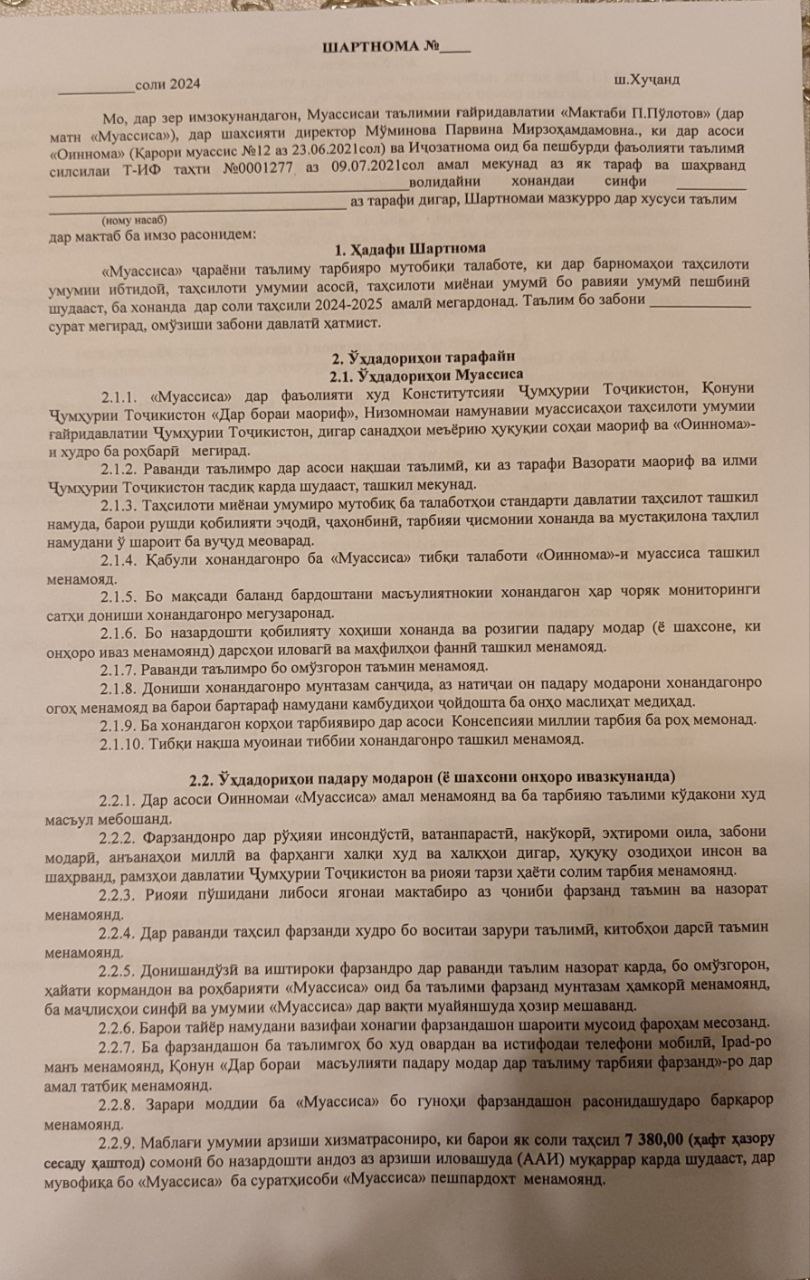 ШАРТНОМА №____
__________соли 2024 ш.Хуҷанд
Мо, дар зер имзокунандагон, Муассисаи таълимии ғайридавлатии «Мактаби П.Пӯлотов» (дар
матн «Муассиса»), дар шахсияти директор Мӯминова Парвина Мирзоҳамдамовна., ки дар асоси
«Оиннома» (Қарори муассис №12 аз 23.06.2021сол) ва Иҷозатнома оид ба пешбурди фаъолияти таълимӣ
силсилаи Т-ИФ тахти №0001277 аз 09.07.2021сол амал мекунад аз як тараф ва шаҳрванд
________________________________________волидайни хонандаи синфи ________
_________________________________ аз тарафи дигар, Шартномаи мазкурро дар хусуси таълим
(ному насаб)
дар мактаб ба имзо расонидем:
1. Ҳадафи Шартнома
«Муассиса» ҷараёни таълиму тарбияро мутобиқи талаботе, ки дар барномаҳои таҳсилоти
умумии ибтидоӣ, таҳсилоти умумии асосӣ, таҳсилоти миёнаи умумӣ бо равияи умумӣ пешбинӣ
шудааст, ба хонанда дар соли таҳсили 2024-2025 амалӣ мегардонад. Таълим бо забони ___________
сурат мегирад, омӯзиши забони давлатӣ ҳатмист.
2. Ӯҳдадориҳои тарафайн
2.1. Ӯҳдадориҳои Муассиса
2.1.1. «Муассиса» дар фаъолияти худ Конститутсияи Ҷумҳурии Тоҷикистон, Қонуни
Ҷумҳурии Тоҷикистон «Дар бораи маориф», Низомномаи намунавии муассисаҳои таҳсилоти умумии
ғайридавлатии Ҷумҳурии Тоҷикистон, дигар санадҳои меъёрию ҳуқуқии соҳаи маориф ва «Оиннома»-
и худро ба роҳбарӣ мегирад.
2.1.2. Раванди таълимро дар асоси нақшаи таълимӣ, ки аз тарафи Вазорати маориф ва илми
Ҷумҳурии Тоҷикистон тасдиқ карда шудааст, ташкил мекунад.
2.1.3. Таҳсилоти миёнаи умумиро мутобиқ ба талаботҳои стандарти давлатии таҳсилот ташкил
намуда, барои рушди қобилияти эҷодӣ, ҷаҳонбинӣ, тарбияи ҷисмонии хонанда ва мустақилона таҳлил
намудани ӯ шароит ба вуҷуд меоварад.
2.1.4. Қабули хонандагонро ба «Муассиса» тибқи талаботи «Оиннома»-и муассиса ташкил
менамояд.
2.1.5. Бо мақсади баланд бардоштани масъулиятнокии хонандагон ҳар чоряк мониторинги
сатҳи дониши хонандагонро мегузаронад.
2.1.6. Бо назардошти қобилияту хоҳиши хонанда ва розигии падару модар (ё шахсоне, ки
онҳоро иваз менамоянд) дарсҳои иловагӣ ва маҳфилҳои фаннӣ ташкил менамояд.
2.1.7. Раванди таълимро бо омӯзгорон таъмин менамояд.
2.1.8. Дониши хонандагонро мунтазам санҷида, аз натиҷаи он падару модарони хонандагонро
огоҳ менамояд ва барои бартараф намудани камбудиҳои ҷойдошта ба онҳо маслиҳат медиҳад.
2.1.9. Ба хонандагон корҳои тарбиявиро дар асоси Консепсияи миллии тарбия ба роҳ мемонад.
2.1.10. Тибқи нақша муоинаи тиббии хонандагонро ташкил менамояд.
2.2. Ӯҳдадориҳои падару модарон (ё шахсони онҳоро ивазкунанда)
2.2.1. Дар асоси Оинномаи «Муассиса» амал менамоянд ва ба тарбияю таълими кӯдакони худ
масъул мебошанд.
2.2.2. Фарзандонро дар рӯҳияи инсондӯстӣ, ватанпарастӣ, накӯкорӣ, эҳтироми оила, забони
модарӣ, анъанаҳои миллӣ ва фарҳанги халқи худ ва халқҳои дигар, ҳуқуқу озодиҳои инсон ва
шаҳрванд, рамзҳои давлатии Ҷумҳурии Тоҷикистон ва риояи тарзи ҳаёти солим тарбия менамоянд.
2.2.3. Риояи пӯшидани либоси ягонаи мактабиро аз ҷониби фарзанд таъмин ва назорат
менамоянд.
2.2.4. Дар раванди таҳсил фарзанди худро бо воситаи зарури таълимӣ, китобҳои дарсӣ таъмин
менамоянд.
2.2.5. Донишандӯзӣ ва иштироки фарзандро дар раванди таълим назорат карда, бо омӯзгорон,
ҳайати кормандон ва роҳбарияти «Муассиса» оид ба таълими фарзанд мунтазам ҳамкорӣ менамоянд,
ба маҷлисҳои синфӣ ва умумии «Муассиса» дар вақти муайяншуда ҳозир мешаванд.
2.2.6. Барои тайёр намудани вазифаи хонагии фарзандашон шароити мусоид фароҳам месозанд.
2.2.7. Ба фарзандашон ба таълимгоҳ бо худ овардан ва истифодаи телефони мобилӣ, Ipad-ро
манъ менамоянд, Қонун «Дар бораи масъулияти падару модар дар таълиму тарбияи фарзанд»-ро дар
амал татбиқ менамоянд.
2.2.8. Зарари моддии ба «Муассиса» бо гуноҳи фарзандашон расонидашударо барқарор
менамоянд.
2.2.9. Маблағи умумии арзиши хизматрасониро, ки барои як соли таҳсил 7 380,00 (ҳафт ҳазору
сесаду ҳаштод) сомонӣ бо назардошти андоз аз арзиши иловашуда (ААИ) муқаррар карда шудааст, дар
мувофиқа бо «Муассиса» ба суратҳисоби «Муассиса» пешпардохт менамоянд.